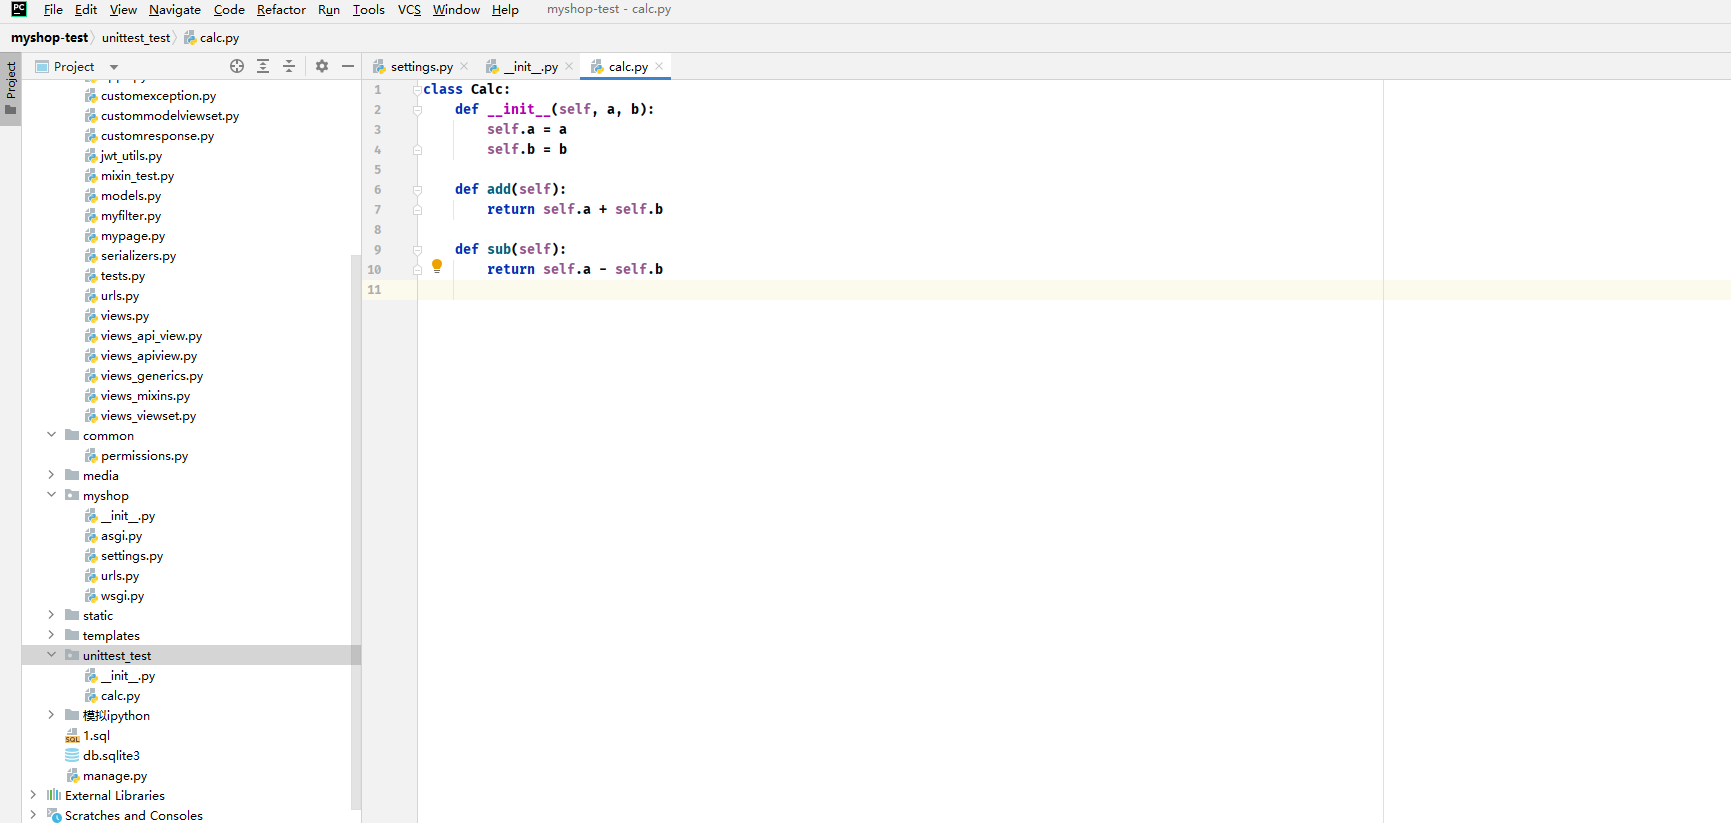 PC File Edit View Navigate Code Refactor Run Tools VCS Window Help myshop-test - calc.py
myshop-test unittest_test calc.py
Project
Project
settings.py __init__.py calc.py
customexception.py
custommodelviewset.py
customresponse.py
jwt_utils.py
mixin_test.py
models.py
myfilter.py
mypage.py
serializers.py
tests.py
urls.py
views.py
views_api_view.py
views_apiview.py
views_generics.py
views_mixins.py
views_viewset.py
common
permissions.py
media
myshop
__init__.py
asgi.py
settings.py
urls.py
wsgi.py
static
templates
unittest_test
__init__.py
calc.py
模拟ipython
SQL 1.sql
db.sqlite3
manage.py
External Libraries
Scratches and Consoles
1 class Calc:
2 def __init__(self, a, b):
3 self.a = a
4 self.b = b
5
6 def add(self):
7 return self.a + self.b
8
9 def sub(self):
10 return self.a - self.b
11